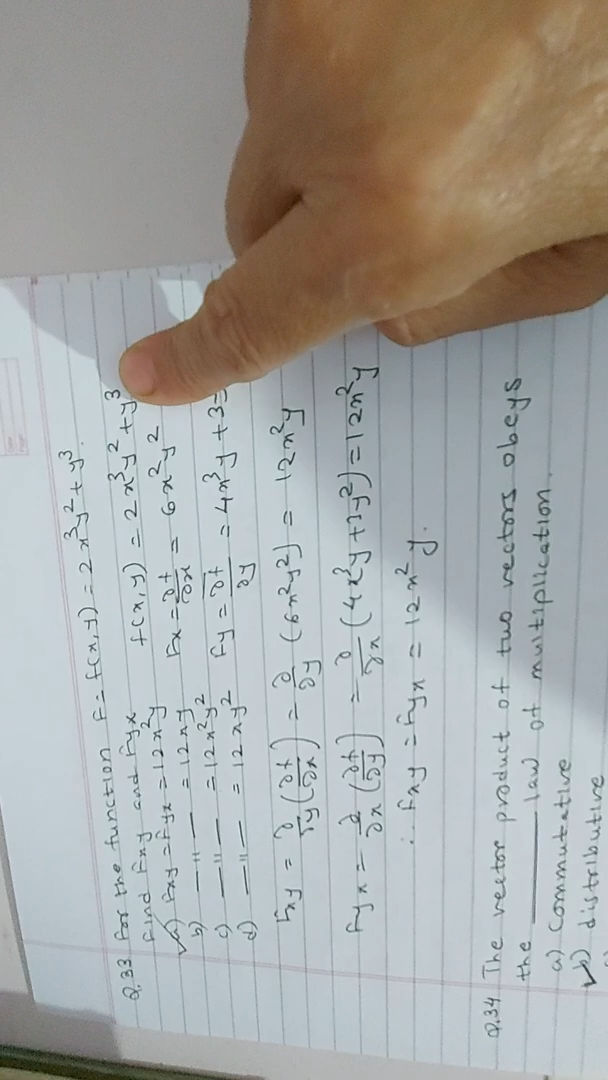 Q.33 For the function F = f(x,y) = 2x³y² + y³.
find Fxy and Fyx
f(x,y) = 2x³y² + y³
a) Fxy = Fyx = 12x²y
Fx = ∂f/∂x = 6x²y²
b) —"— = 12xy
c) —"— = 12x²y²
Fy = ∂f/∂y = 4x³y + 3
d) —"— = 12xy²
Fxy = ∂/∂y (∂f/∂x) = ∂/∂y (6x²y²) = 12x²y
Fyx = ∂/∂x (∂f/∂y) = ∂/∂x (4x³y + 3y²) = 12x²y
∴ Fxy = Fyx = 12x²y.
Q.34 The vector product of two vectors obeys
the ______ law of multiplication.
a) Commutative
b) distributive